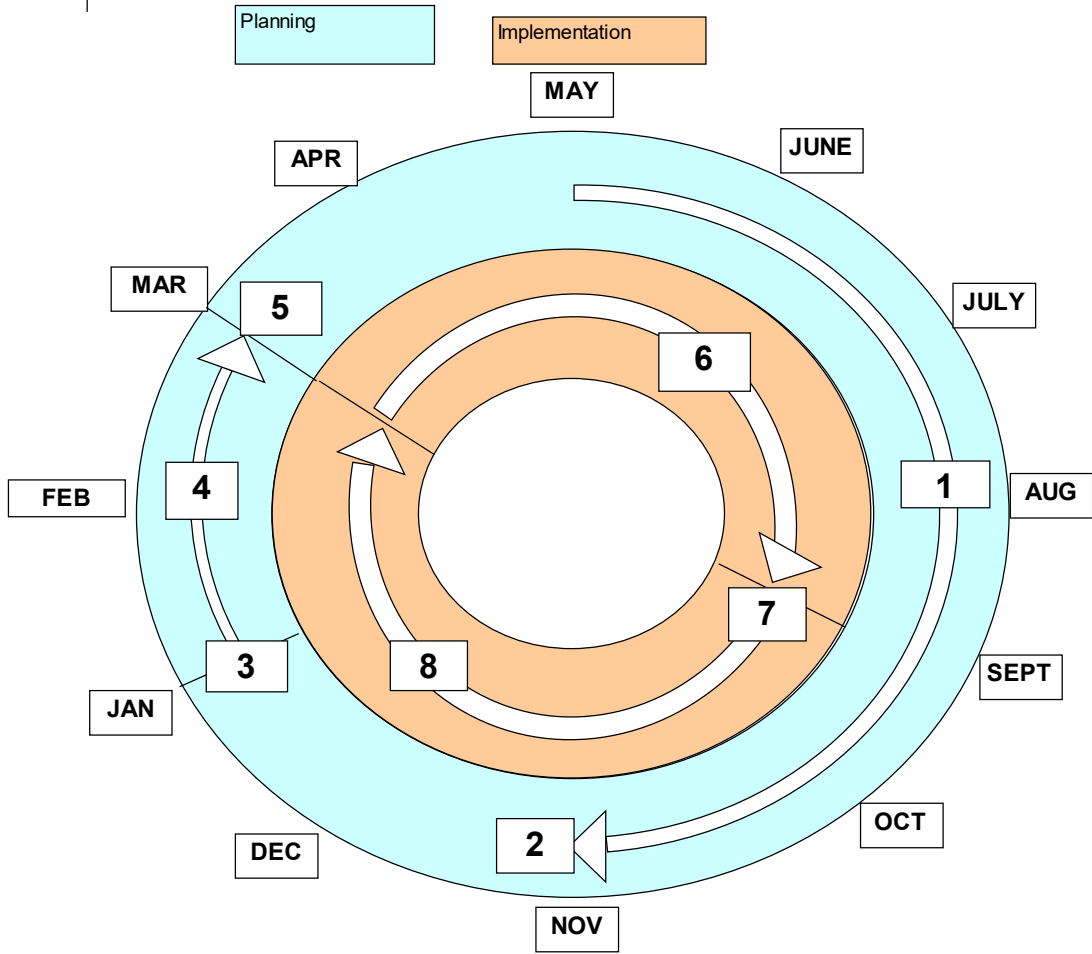 Planning
Implementation
MAY
JUNE
APR
MAR
5
JULY
6
FEB
4
1
AUG
7
3
8
SEPT
JAN
OCT
2
DEC
NOV